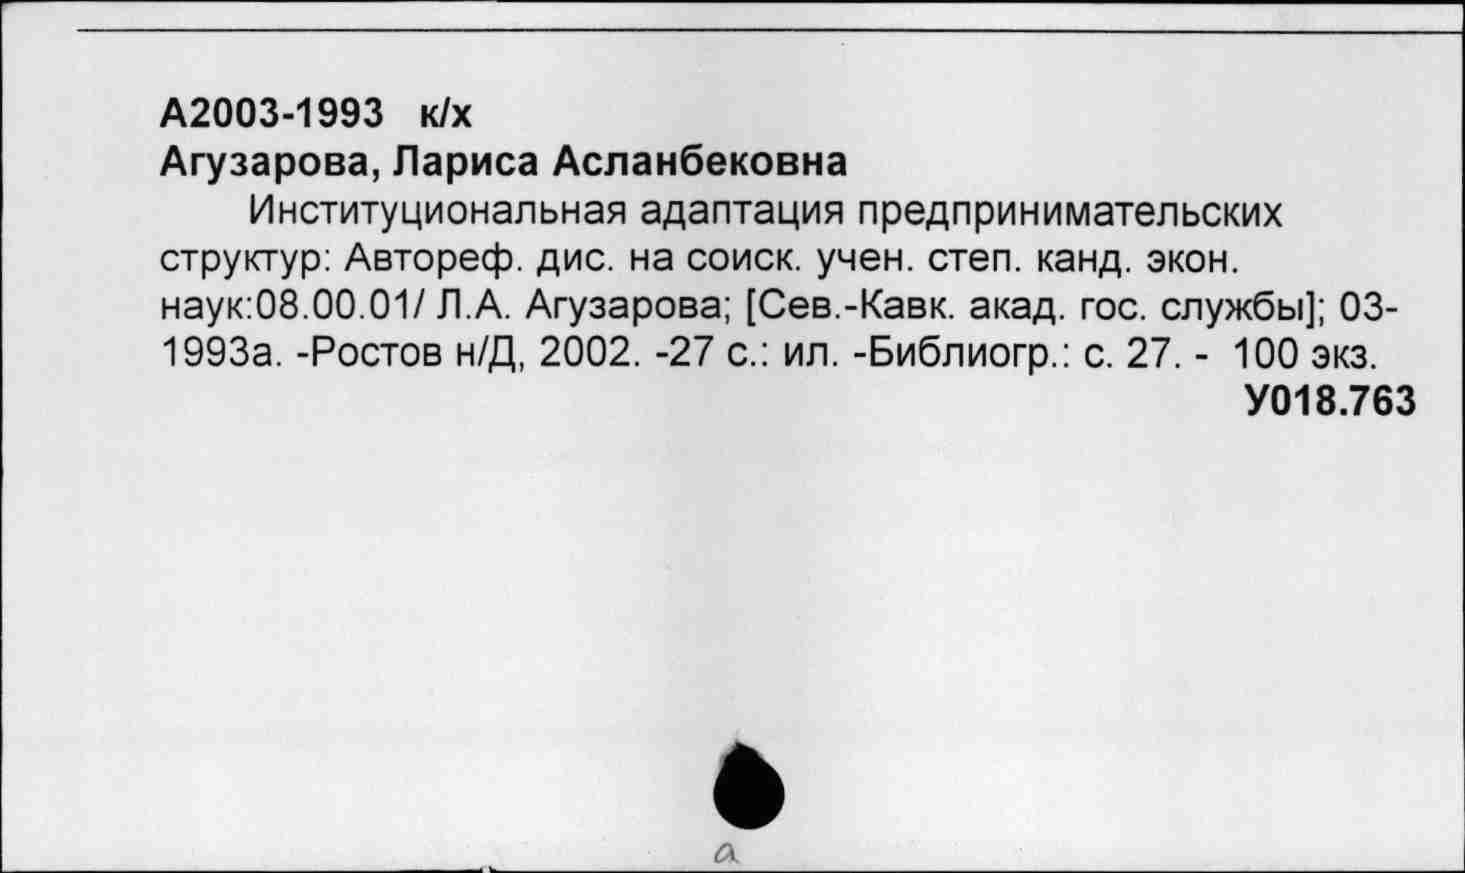 А2003-1993 к/х
Агузарова, Лариса Асланбековна
Институциональная адаптация предпринимательских
структур: Автореф. дис. на соиск. учен. степ. канд. экон.
наук:08.00.01/ Л.А. Агузарова; [Сев.-Кавк. акад. гос. службы]; 03-
1993а. -Ростов н/Д, 2002. -27 с.: ил. -Библиогр.: с. 27. - 100 экз.
У018.763
а